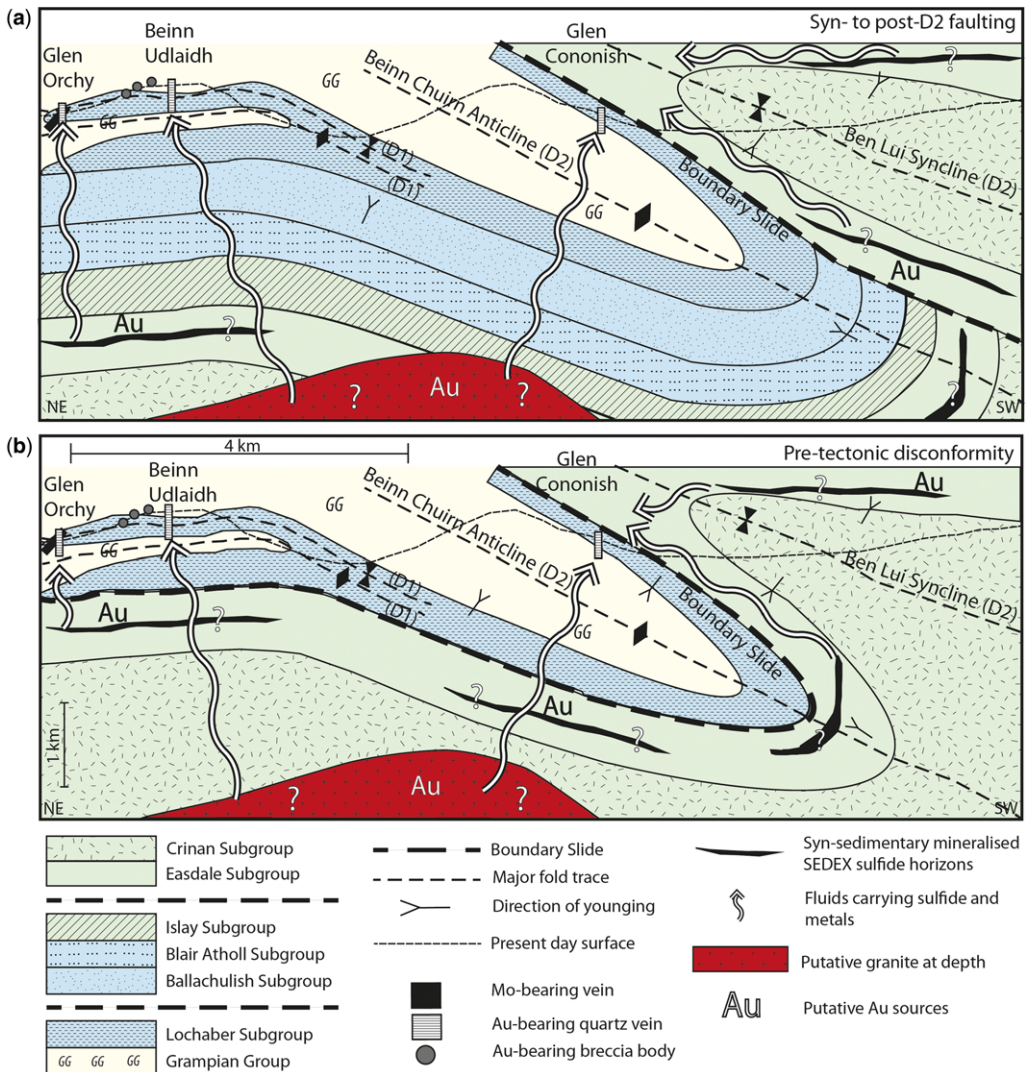 (a)
Syn- to post-D2 faulting
Beinn
Udlaidh
Glen
Orchy
Glen
Cononish
GG
GG
GG
Beinn Chuirn Anticline (D2)
(D1)
(D1)
Boundary Slide
Ben Lui Syncline (D2)
?
?
Au
Au
?
Au
?
?
?
NE
SW
(b)
4 km
Pre-tectonic disconformity
Beinn
Udlaidh
Glen
Orchy
Glen
Cononish
GG
GG
GG
Beinn Chuirn Anticline (D2)
(D1)
(D1)
Boundary Slide
Ben Lui Syncline (D2)
Au
?
Au
?
?
Au
?
?
Au
?
?
1 km
NE
SW
Crinan Subgroup
Easdale Subgroup
Islay Subgroup
Blair Atholl Subgroup
Ballachulish Subgroup
Lochaber Subgroup
GG GG GG
Grampian Group
Boundary Slide
Major fold trace
Direction of younging
Present day surface
Mo-bearing vein
Au-bearing quartz vein
Au-bearing breccia body
Syn-sedimentary mineralised
SEDEX sulfide horizons
Fluids carrying sulfide and
metals
Putative granite at depth
Au
Putative Au sources